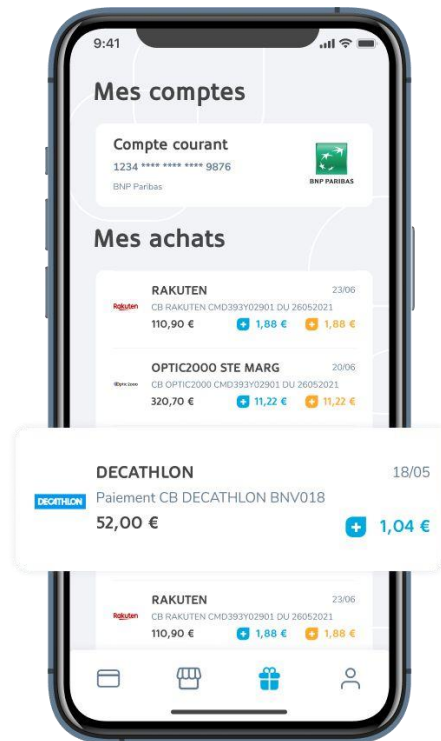 9:41
Mes comptes
Compte courant
1234 **** **** **** 9876
BNP Paribas
BNP PARIBAS
Mes achats
RAKUTEN 23/06
Rakuten
CB RAKUTEN CMD393Y02901 DU 26052021
110,90 € 1,88 € 1,88 €
OPTIC2000 STE MARG 20/06
CB OPTIC2000 CMD393Y02901 DU 26052021
320,70 € 11,22 € 11,22 €
DECATHLON 18/05
DECATHLON
Paiement CB DECATHLON BNV018
52,00 € 1,04 €
RAKUTEN 23/06
Rakuten
CB RAKUTEN CMD393Y02901 DU 26052021
110,90 € 1,88 € 1,88 €